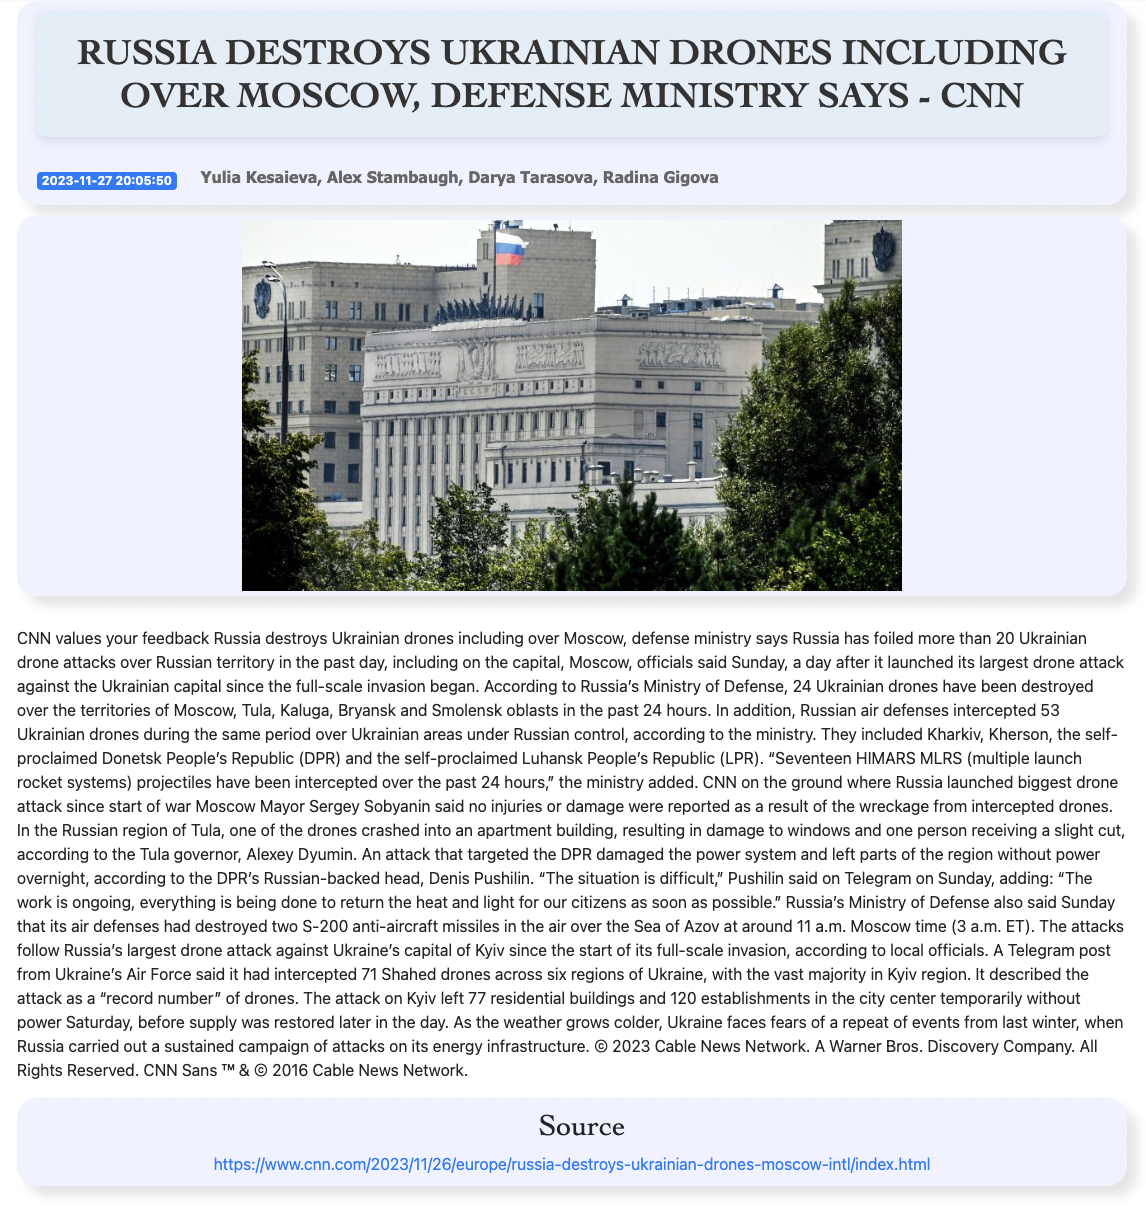 RUSSIA DESTROYS UKRAINIAN DRONES INCLUDING
OVER MOSCOW, DEFENSE MINISTRY SAYS - CNN
2023-11-27 20:05:50 Yulia Kesaieva, Alex Stambaugh, Darya Tarasova, Radina Gigova
CNN values your feedback Russia destroys Ukrainian drones including over Moscow, defense ministry says Russia has foiled more than 20 Ukrainian
drone attacks over Russian territory in the past day, including on the capital, Moscow, officials said Sunday, a day after it launched its largest drone attack
against the Ukrainian capital since the full-scale invasion began. According to Russia’s Ministry of Defense, 24 Ukrainian drones have been destroyed
over the territories of Moscow, Tula, Kaluga, Bryansk and Smolensk oblasts in the past 24 hours. In addition, Russian air defenses intercepted 53
Ukrainian drones during the same period over Ukrainian areas under Russian control, according to the ministry. They included Kharkiv, Kherson, the self-
proclaimed Donetsk People’s Republic (DPR) and the self-proclaimed Luhansk People’s Republic (LPR). “Seventeen HIMARS MLRS (multiple launch
rocket systems) projectiles have been intercepted over the past 24 hours,” the ministry added. CNN on the ground where Russia launched biggest drone
attack since start of war Moscow Mayor Sergey Sobyanin said no injuries or damage were reported as a result of the wreckage from intercepted drones.
In the Russian region of Tula, one of the drones crashed into an apartment building, resulting in damage to windows and one person receiving a slight cut,
according to the Tula governor, Alexey Dyumin. An attack that targeted the DPR damaged the power system and left parts of the region without power
overnight, according to the DPR’s Russian-backed head, Denis Pushilin. “The situation is difficult,” Pushilin said on Telegram on Sunday, adding: “The
work is ongoing, everything is being done to return the heat and light for our citizens as soon as possible.” Russia’s Ministry of Defense also said Sunday
that its air defenses had destroyed two S-200 anti-aircraft missiles in the air over the Sea of Azov at around 11 a.m. Moscow time (3 a.m. ET). The attacks
follow Russia’s largest drone attack against Ukraine’s capital of Kyiv since the start of its full-scale invasion, according to local officials. A Telegram post
from Ukraine’s Air Force said it had intercepted 71 Shahed drones across six regions of Ukraine, with the vast majority in Kyiv region. It described the
attack as a “record number” of drones. The attack on Kyiv left 77 residential buildings and 120 establishments in the city center temporarily without
power Saturday, before supply was restored later in the day. As the weather grows colder, Ukraine faces fears of a repeat of events from last winter, when
Russia carried out a sustained campaign of attacks on its energy infrastructure. © 2023 Cable News Network. A Warner Bros. Discovery Company. All
Rights Reserved. CNN Sans ™ & © 2016 Cable News Network.
Source
https://www.cnn.com/2023/11/26/europe/russia-destroys-ukrainian-drones-moscow-intl/index.html